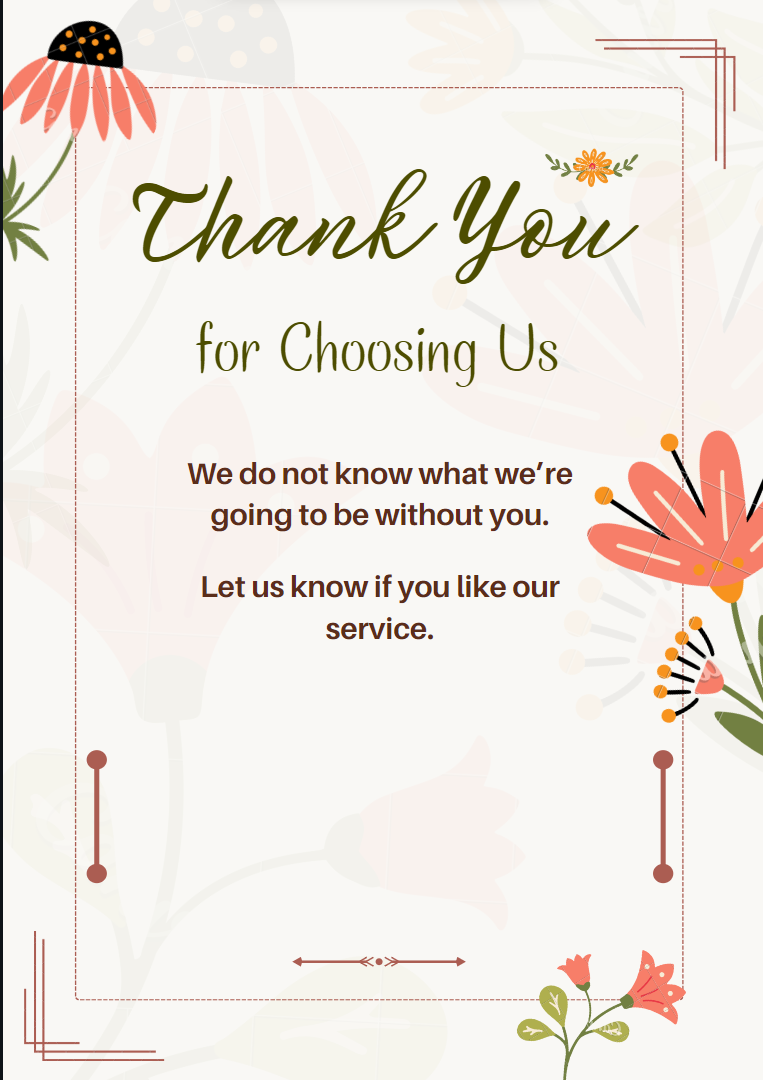 Thank You
for Choosing Us
We do not know what we’re
going to be without you.
Let us know if you like our
service.